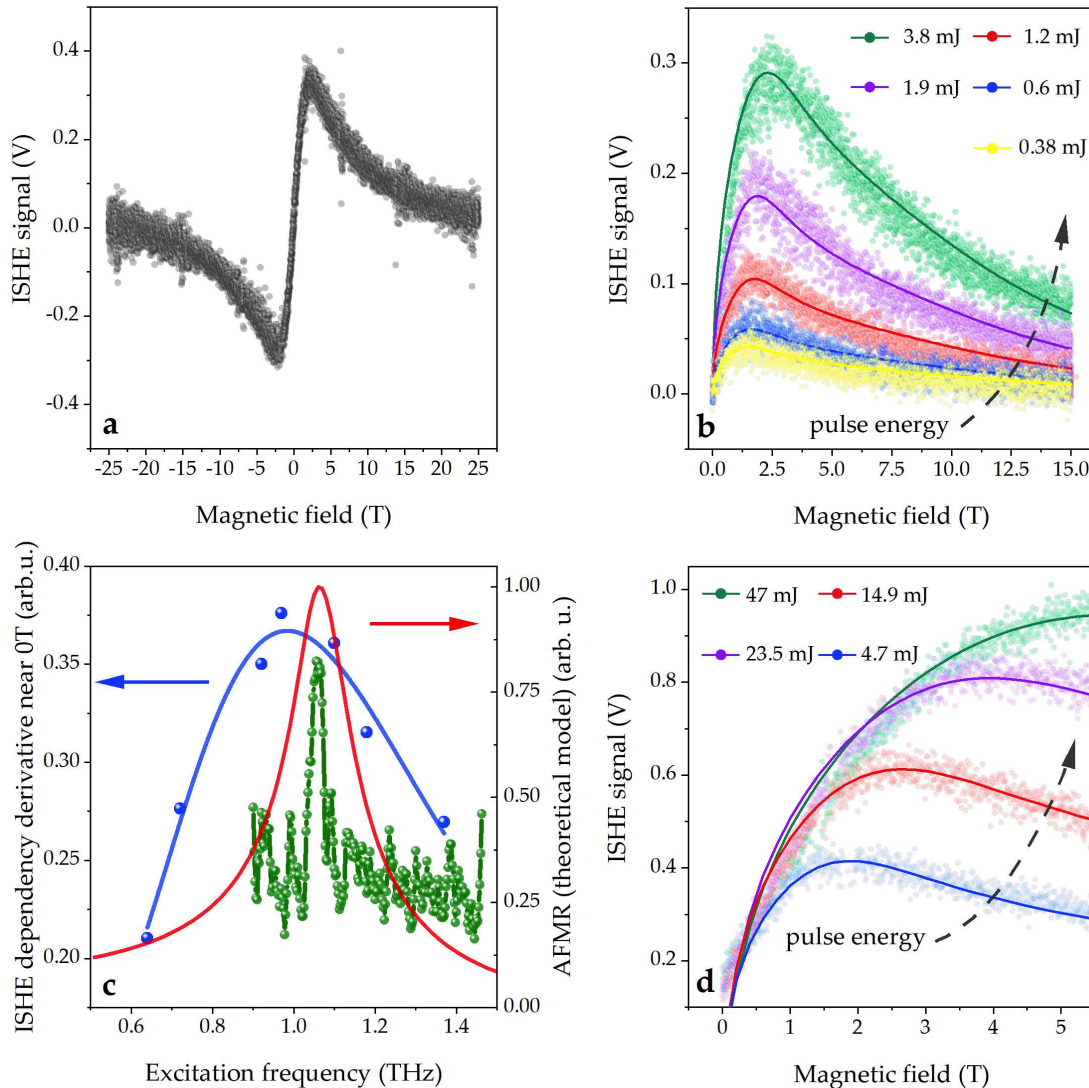 ISHE signal (V)
0.4
0.2
0.0
-0.2
-0.4
a
-25 -20 -15 -10 -5 0 5 10 15 20 25
Magnetic field (T)
ISHE signal (V)
0.3
0.2
0.1
0.0
3.8 mJ 1.2 mJ
1.9 mJ 0.6 mJ
0.38 mJ
pulse energy
b
0.0 2.5 5.0 7.5 10.0 12.5 15.0
Magnetic field (T)
ISHE dependency derivative near 0T (arb.u.)
0.40
0.35
0.30
0.25
0.20
c
0.6 0.8 1.0 1.2 1.4
Excitation frequency (THz)
1.00
0.75
0.50
0.25
0.00
AFMR (theoretical model) (arb. u.)
ISHE signal (V)
1.0
0.8
0.6
0.4
0.2
47 mJ 14.9 mJ
23.5 mJ 4.7 mJ
pulse energy
d
0 1 2 3 4 5
Magnetic field (T)